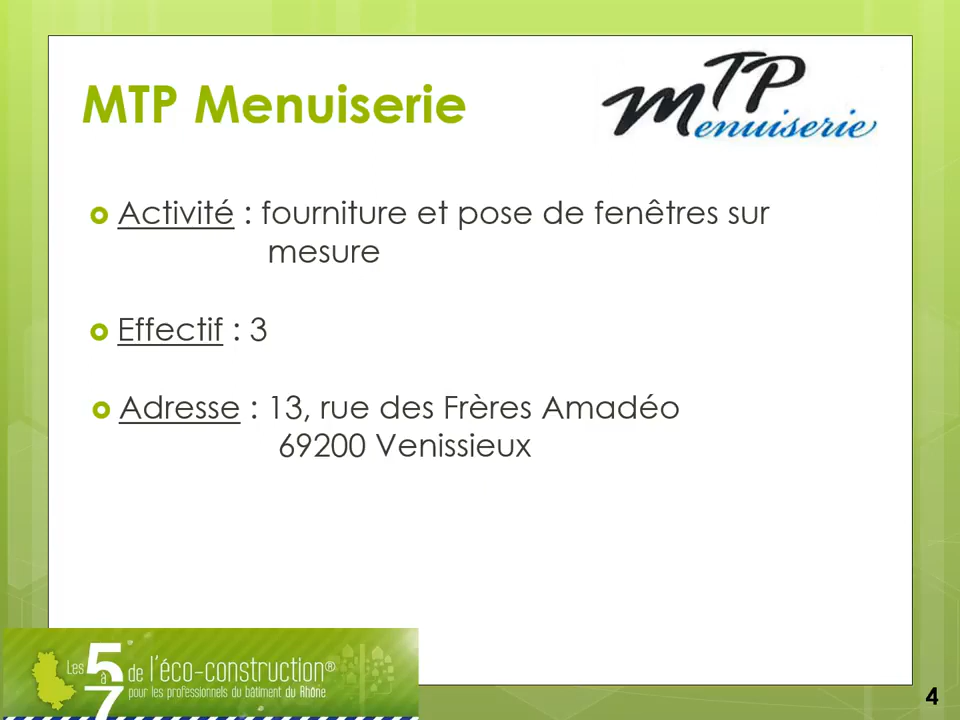 MTP Menuiserie
MTP
Menuiserie
Activité : fourniture et pose de fenêtres sur
mesure
Effectif : 3
Adresse : 13, rue des Frères Amadéo
69200 Venissieux
Les 5 à 7 de l'éco-construction®
pour les professionnels du bâtiment du Rhône
4